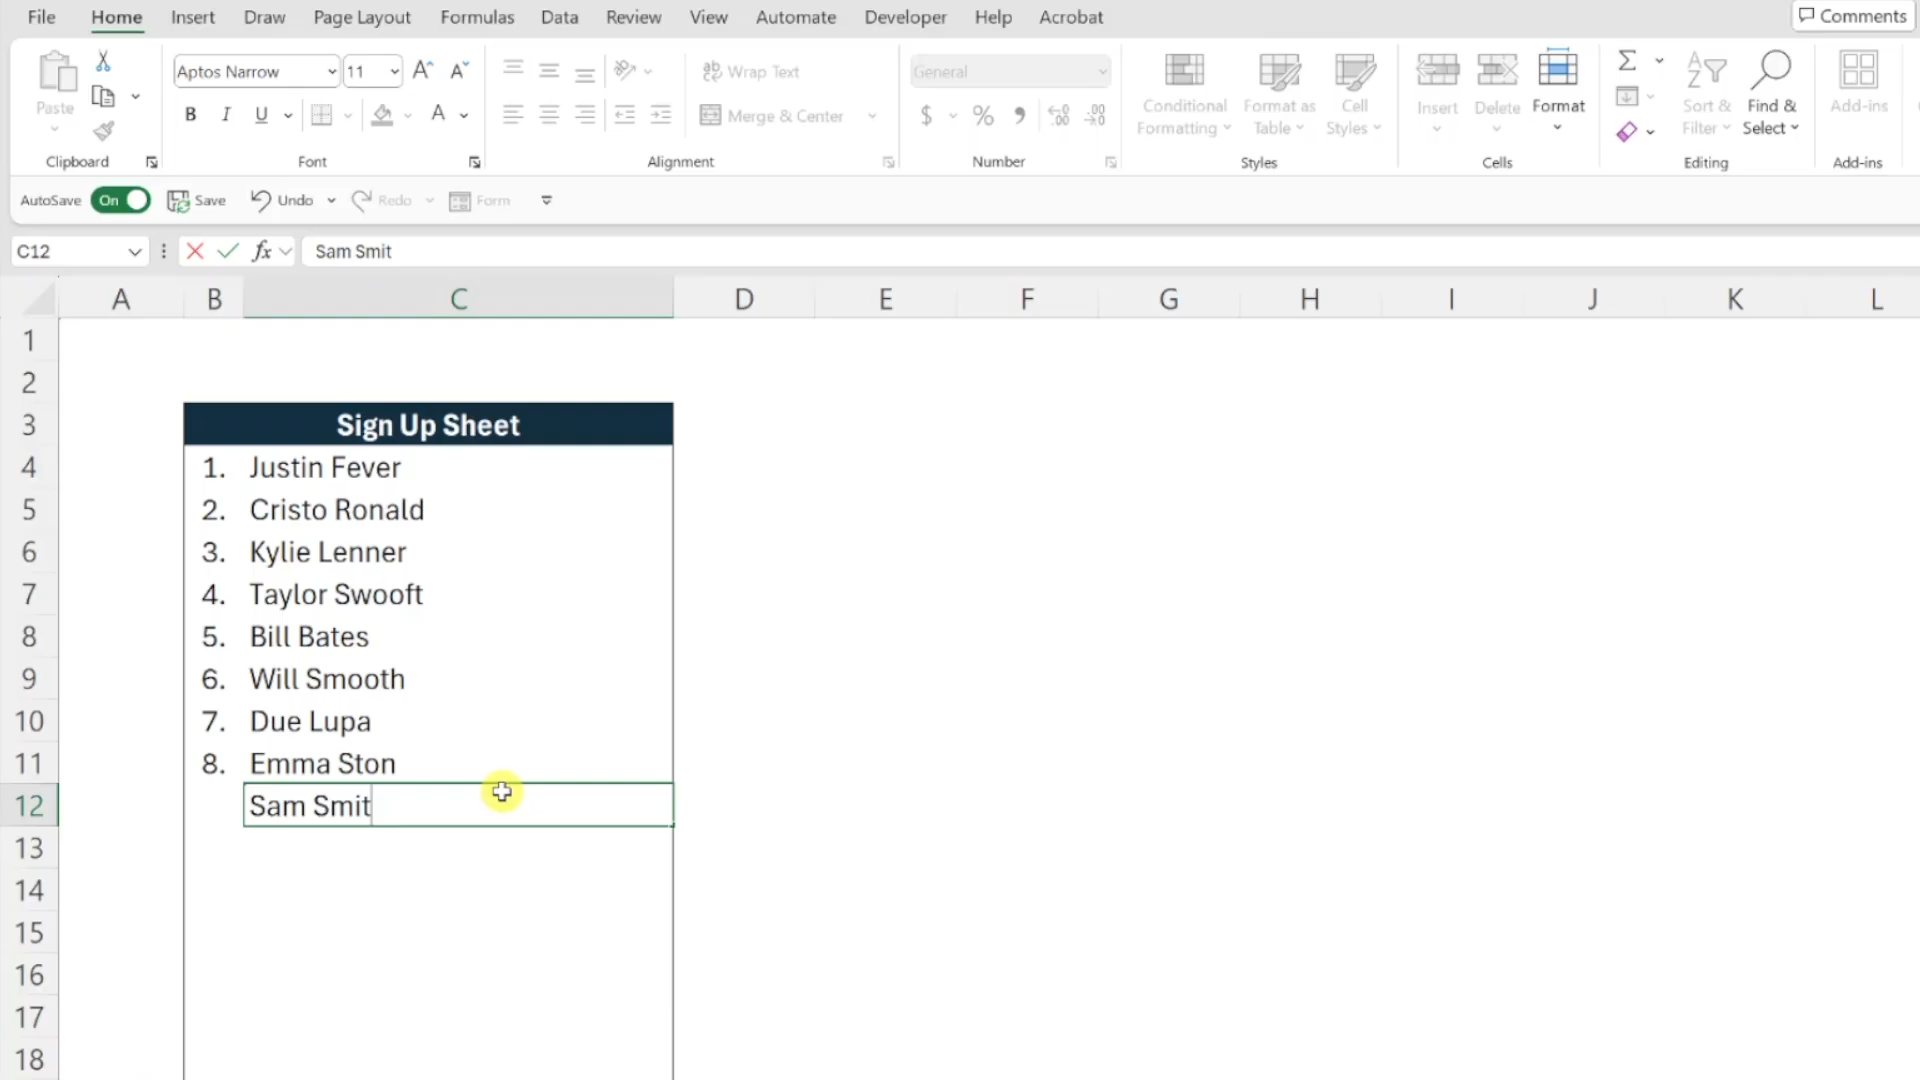 File Home Insert Draw Page Layout Formulas Data Review View Automate Developer Help Acrobat Comments
Paste
Clipboard
Aptos Narrow 11 A A
B I U A
Font
ab Wrap Text
Merge & Center
Alignment
General
$ % , .00 .00
Number
Conditional Formatting
Format as Table
Cell Styles
Styles
Insert Delete Format
Cells
Sort & Filter
Find & Select
Editing
Add-ins
Add-ins
AutoSave On Save Undo Redo Form
C12 fx Sam Smit
A B C D E F G H I J K L
1
2
3 Sign Up Sheet
4 1. Justin Fever
5 2. Cristo Ronald
6 3. Kylie Lenner
7 4. Taylor Swooft
8 5. Bill Bates
9 6. Will Smooth
10 7. Due Lupa
11 8. Emma Ston
12 Sam Smit
13
14
15
16
17
18